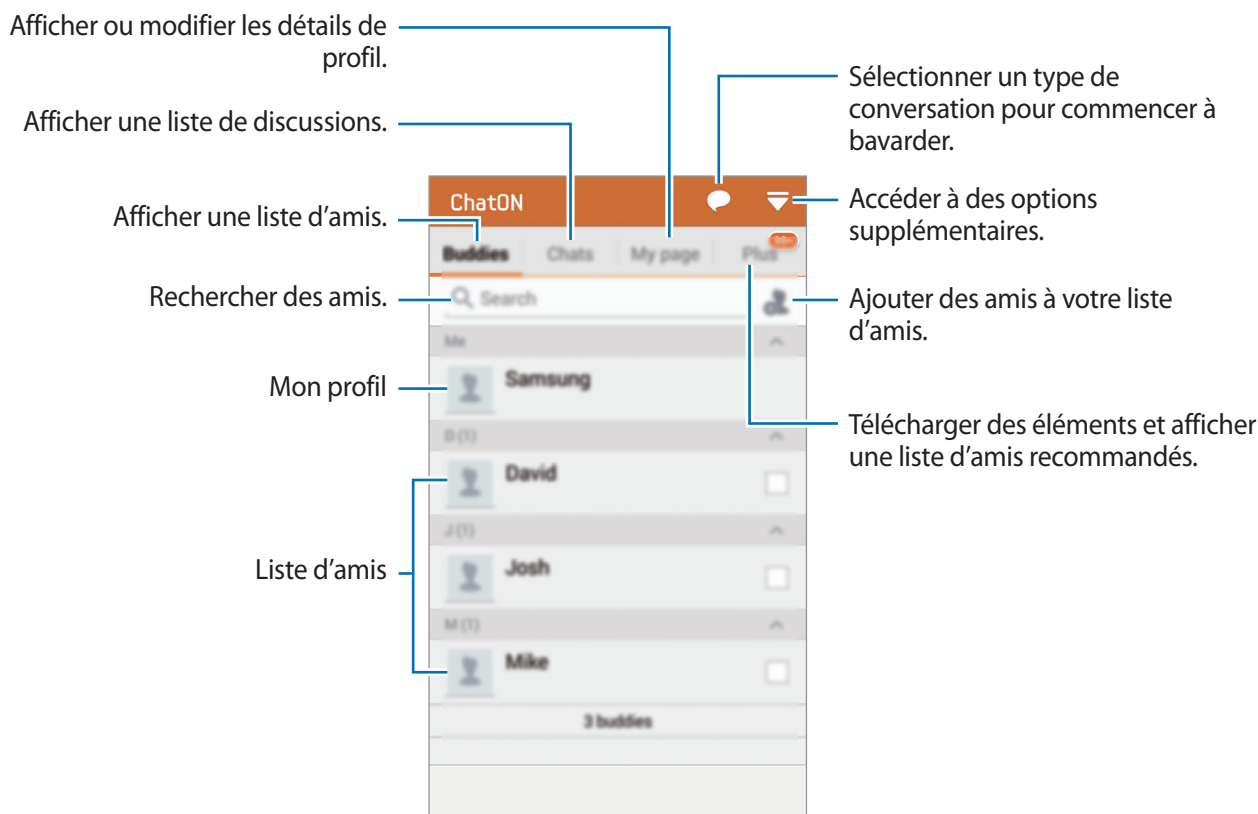 Afficher ou modifier les détails de
profil.
Afficher une liste de discussions.
Afficher une liste d'amis.
Rechercher des amis.
Mon profil
Liste d'amis
Sélectionner un type de
conversation pour commencer à
bavarder.
Accéder à des options
supplémentaires.
Ajouter des amis à votre liste
d'amis.
Télécharger des éléments et afficher
une liste d'amis recommandés.
ChatON
Buddies Chats My page Plus
Search
Me
Samsung
D (1)
David
J (1)
Josh
M (1)
Mike
3 buddies